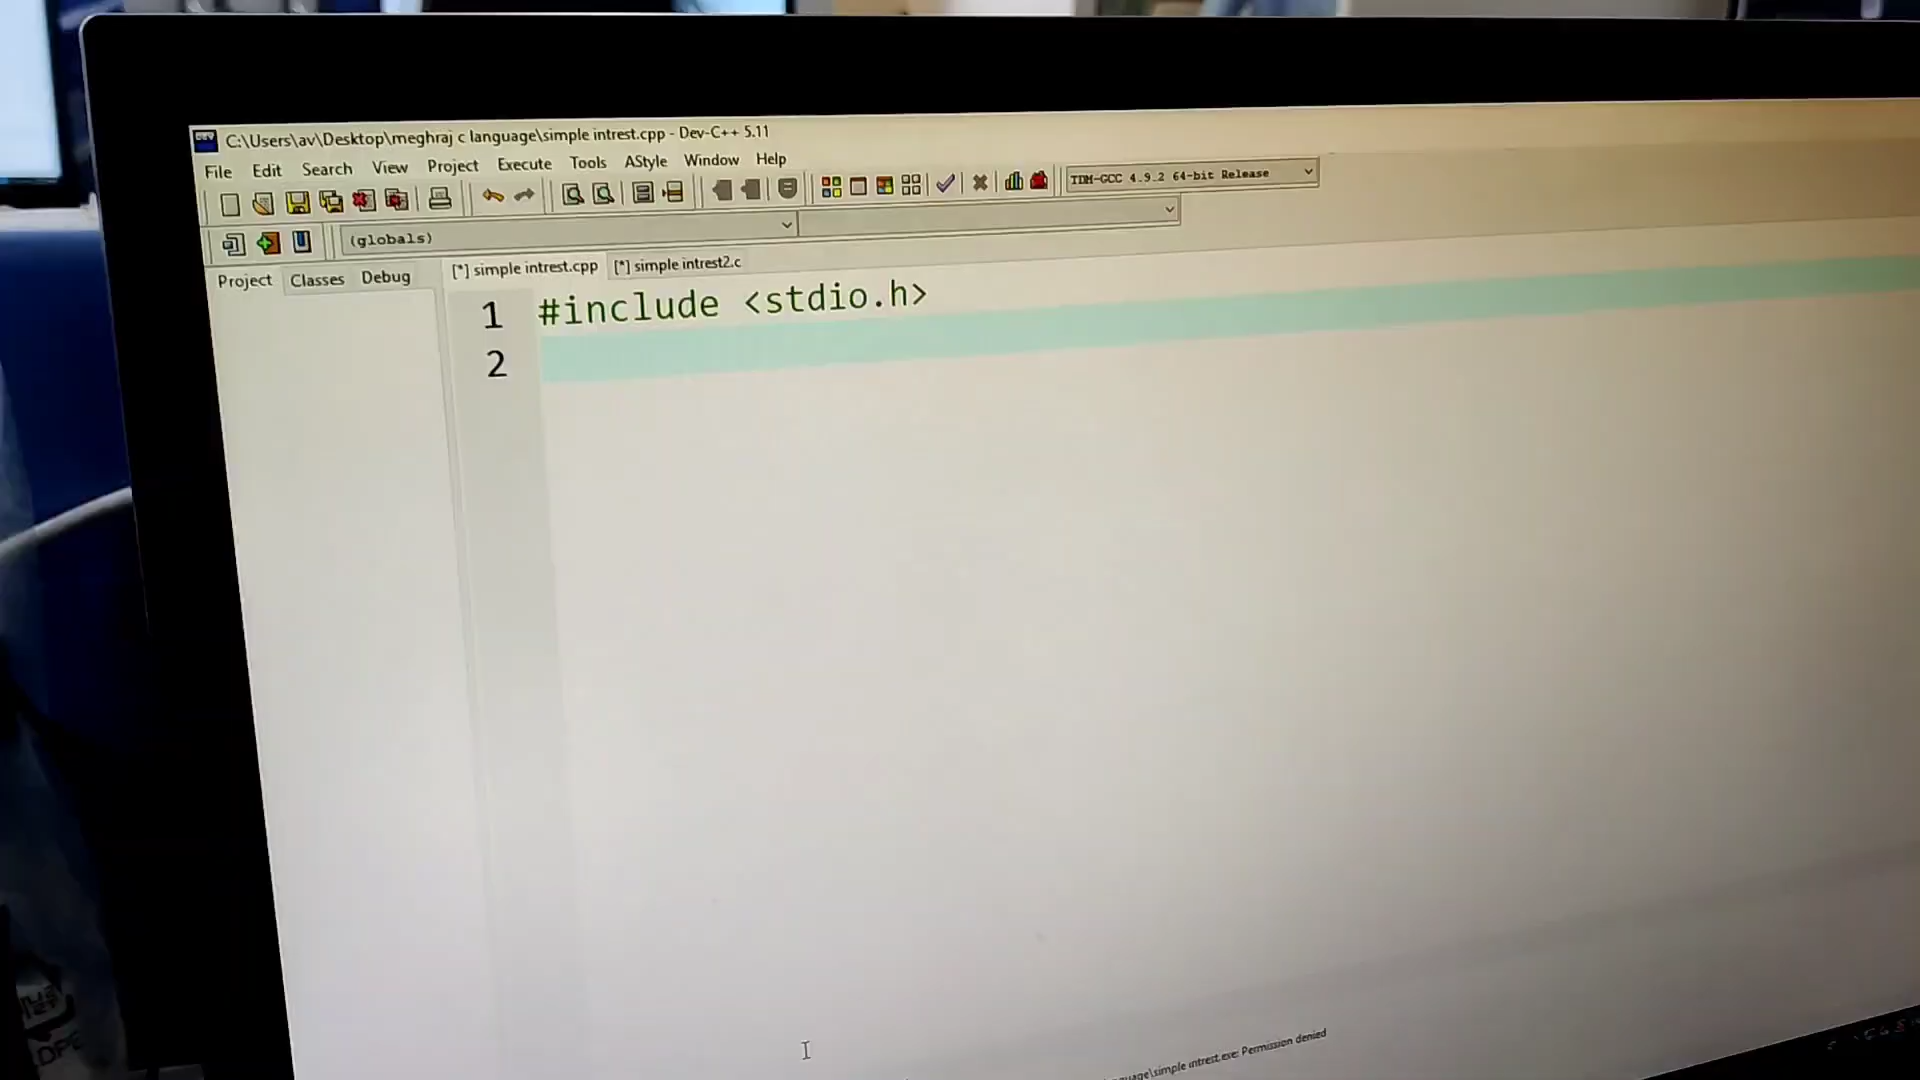 C:\Users\av\Desktop\meghraj c language\simple intrest.cpp - Dev-C++ 5.11
File Edit Search View Project Execute Tools AStyle Window Help
TDM-GCC 4.9.2 64-bit Release
(globals)
Project Classes Debug
[*] simple intrest.cpp [*] simple intrest2.c
1 #include <stdio.h>
2
\simple intrest.exe: Permission denied